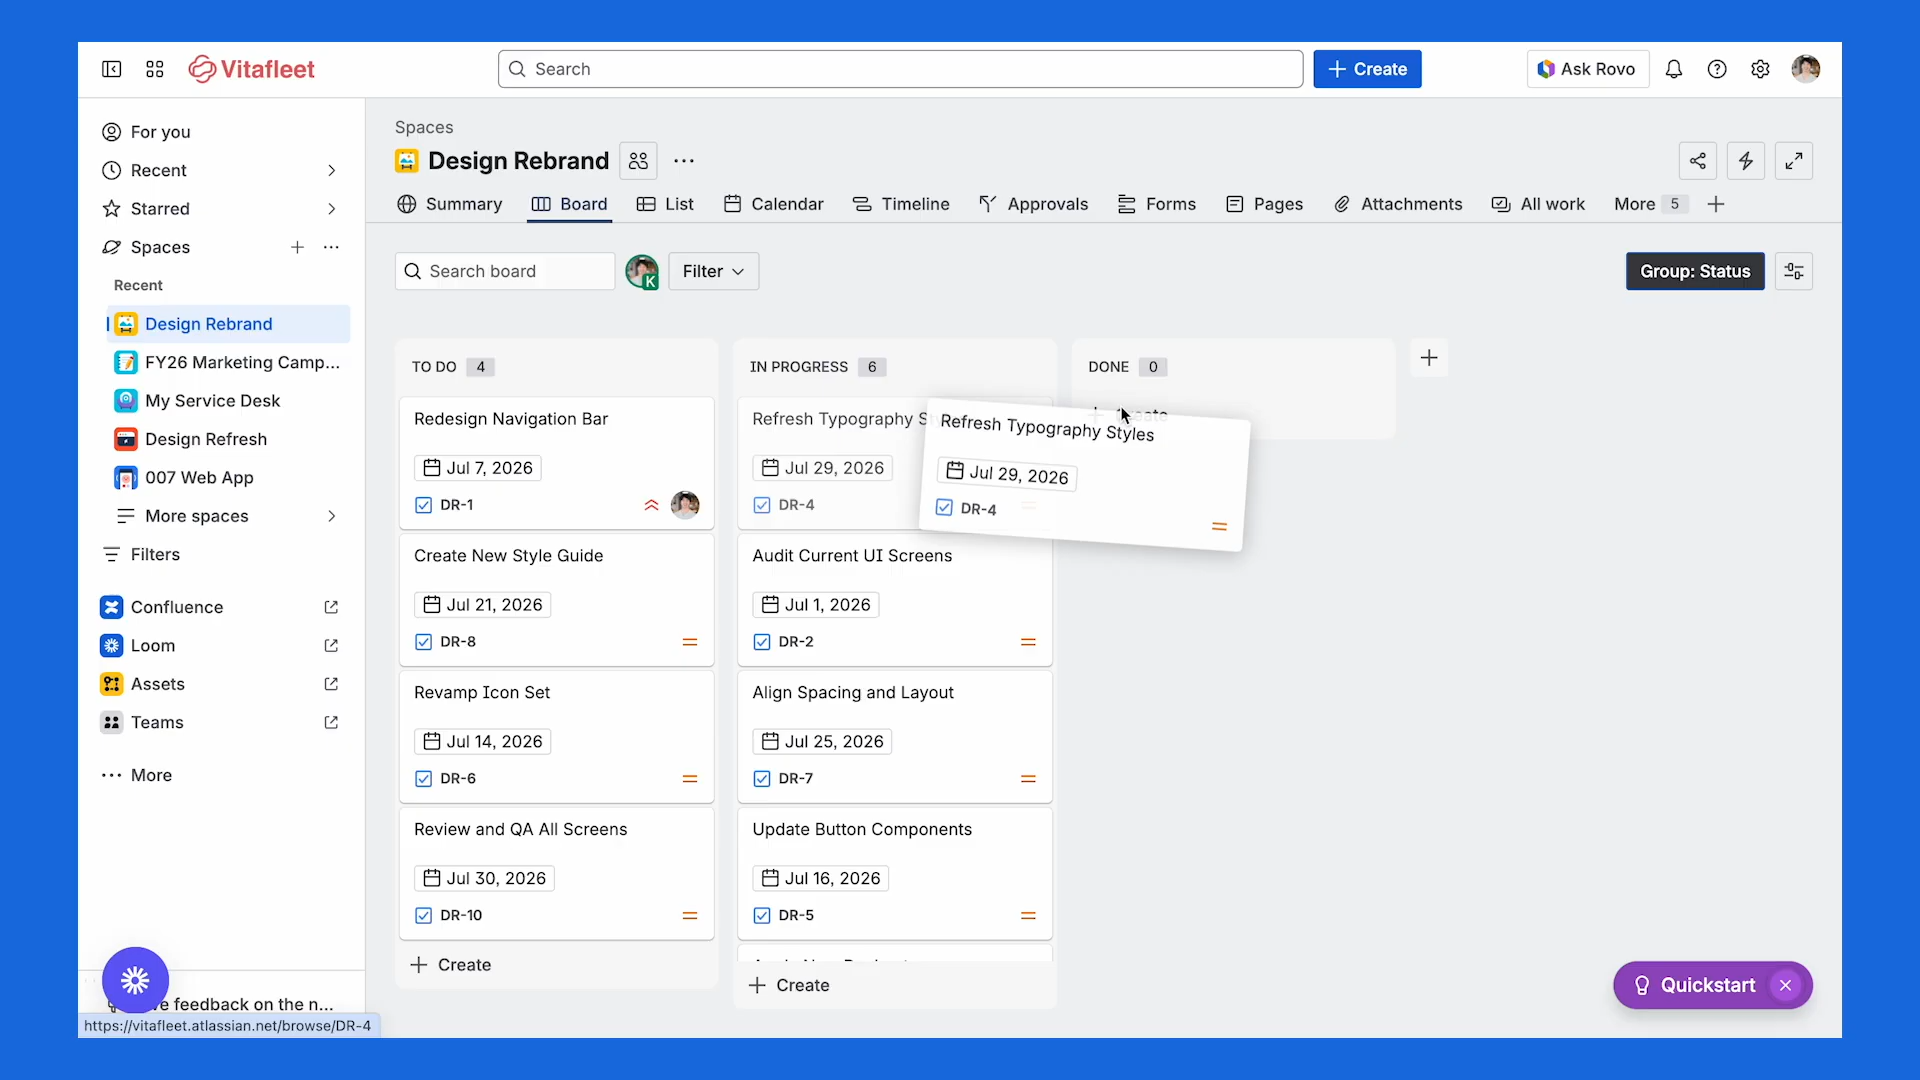 Vitafleet
Search
Create
Ask Rovo
For you
Recent
Starred
Spaces
Recent
Design Rebrand
FY26 Marketing Camp...
My Service Desk
Design Refresh
007 Web App
More spaces
Filters
Confluence
Loom
Assets
Teams
More
e feedback on the n...
https://vitafleet.atlassian.net/browse/DR-4
Spaces
Design Rebrand
Summary
Board
List
Calendar
Timeline
Approvals
Forms
Pages
Attachments
All work
More 5
Search board
K
Filter
Group: Status
TO DO 4
Redesign Navigation Bar
Jul 7, 2026
DR-1
Create New Style Guide
Jul 21, 2026
DR-8
Revamp Icon Set
Jul 14, 2026
DR-6
Review and QA All Screens
Jul 30, 2026
DR-10
Create
IN PROGRESS 6
Refresh Typography S
Jul 29, 2026
DR-4
Audit Current UI Screens
Jul 1, 2026
DR-2
Align Spacing and Layout
Jul 25, 2026
DR-7
Update Button Components
Jul 16, 2026
DR-5
Create
DONE 0
Refresh Typography Styles
Jul 29, 2026
DR-4
Quickstart